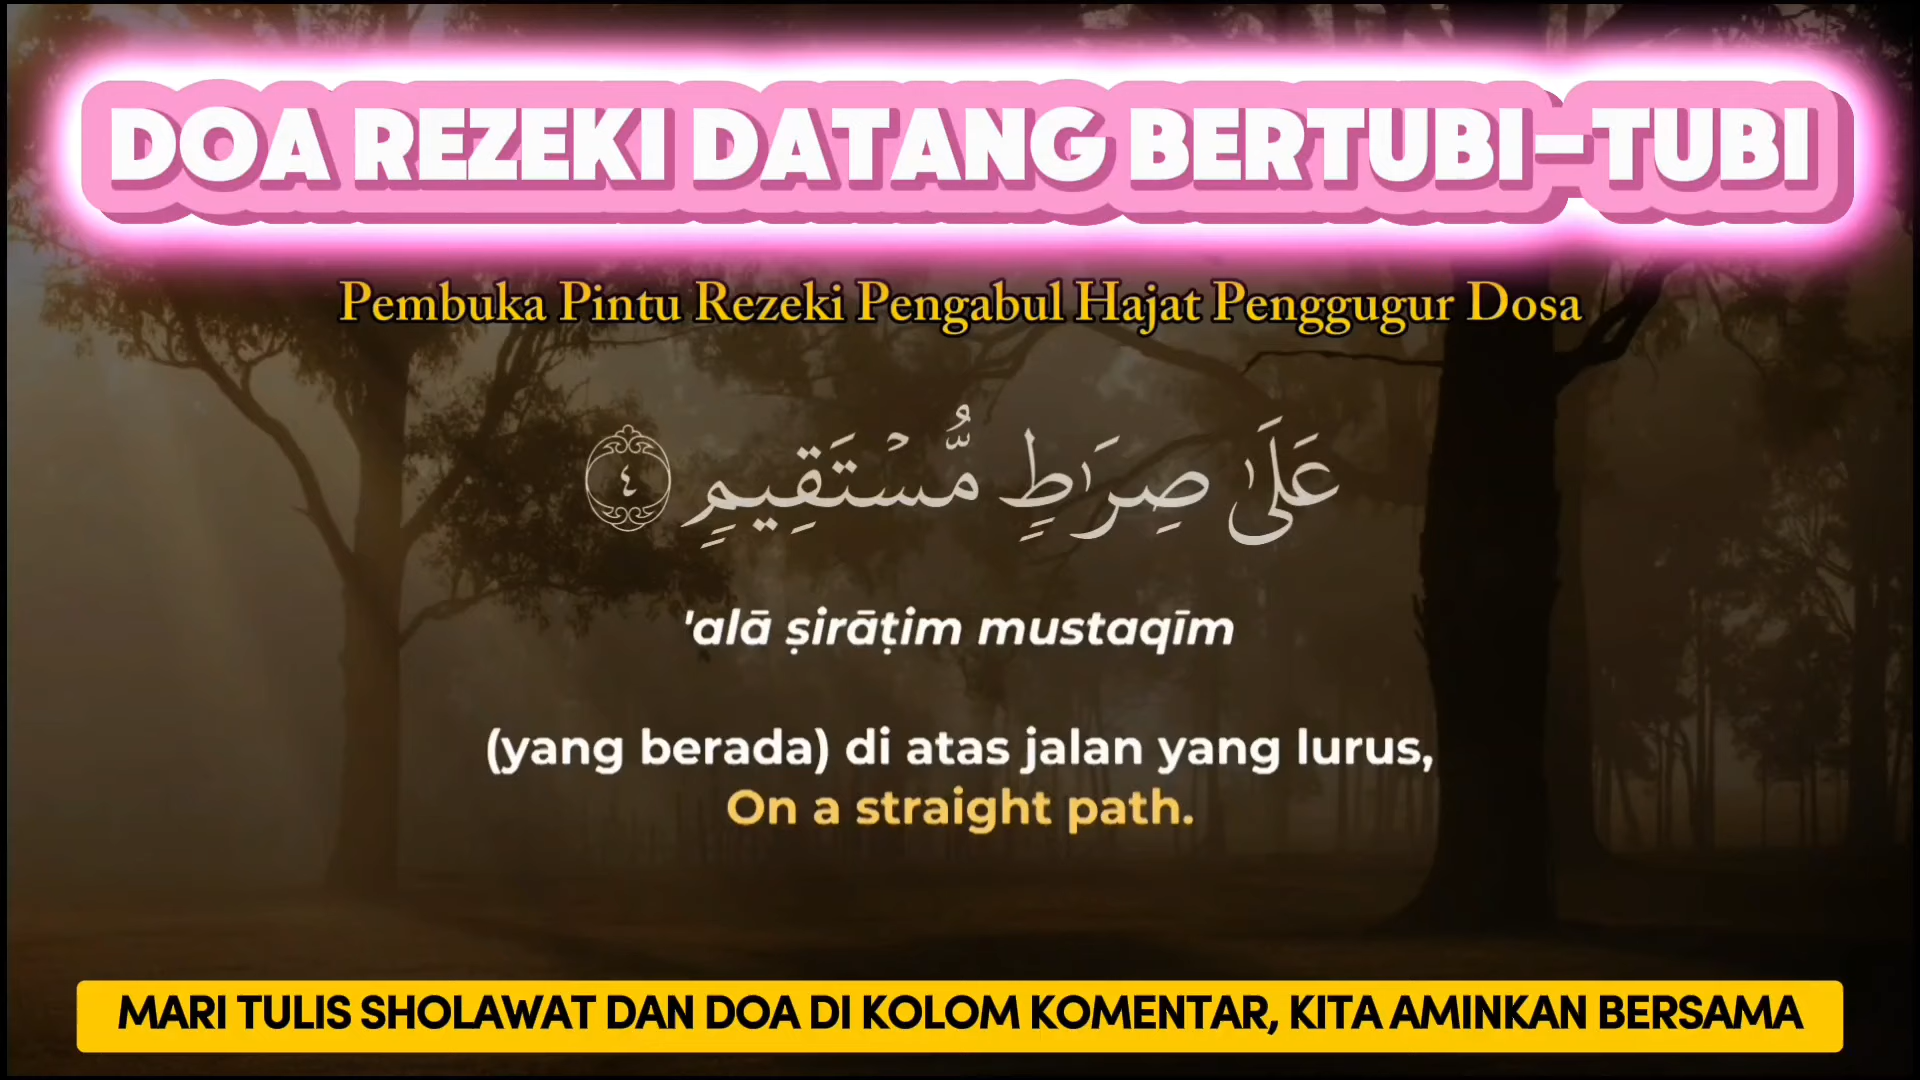 DOA REZEKI DATANG BERTUBI-TUBI
Pembuka Pintu Rezeki Pengabul Hajat Penggugur Dosa
عَلَىٰ صِرَٰطٍ مُّسْتَقِيمٍ ٤
'alā ṣirāṭim mustaqīm
(yang berada) di atas jalan yang lurus,
On a straight path.
MARI TULIS SHOLAWAT DAN DOA DI KOLOM KOMENTAR, KITA AMINKAN BERSAMA